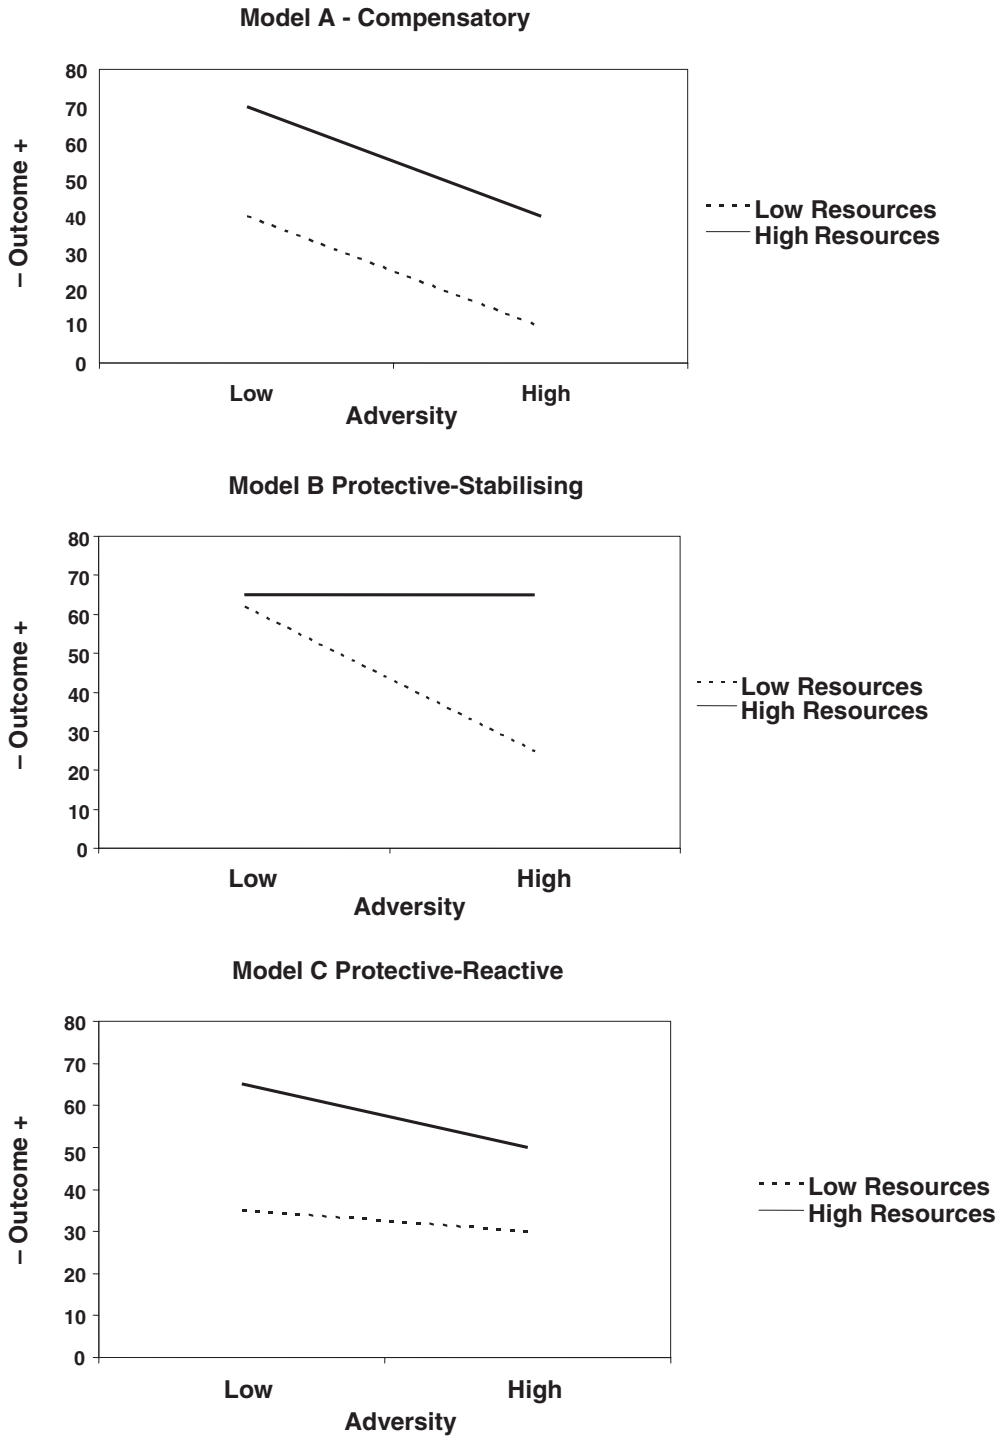 Model A - Compensatory
80
70
60
50
40
30
20
10
0
– Outcome +
Low
High
Adversity
Low Resources
High Resources
Model B Protective-Stabilising
80
70
60
50
40
30
20
10
0
– Outcome +
Low
High
Adversity
Low Resources
High Resources
Model C Protective-Reactive
80
70
60
50
40
30
20
10
0
– Outcome +
Low
High
Adversity
Low Resources
High Resources